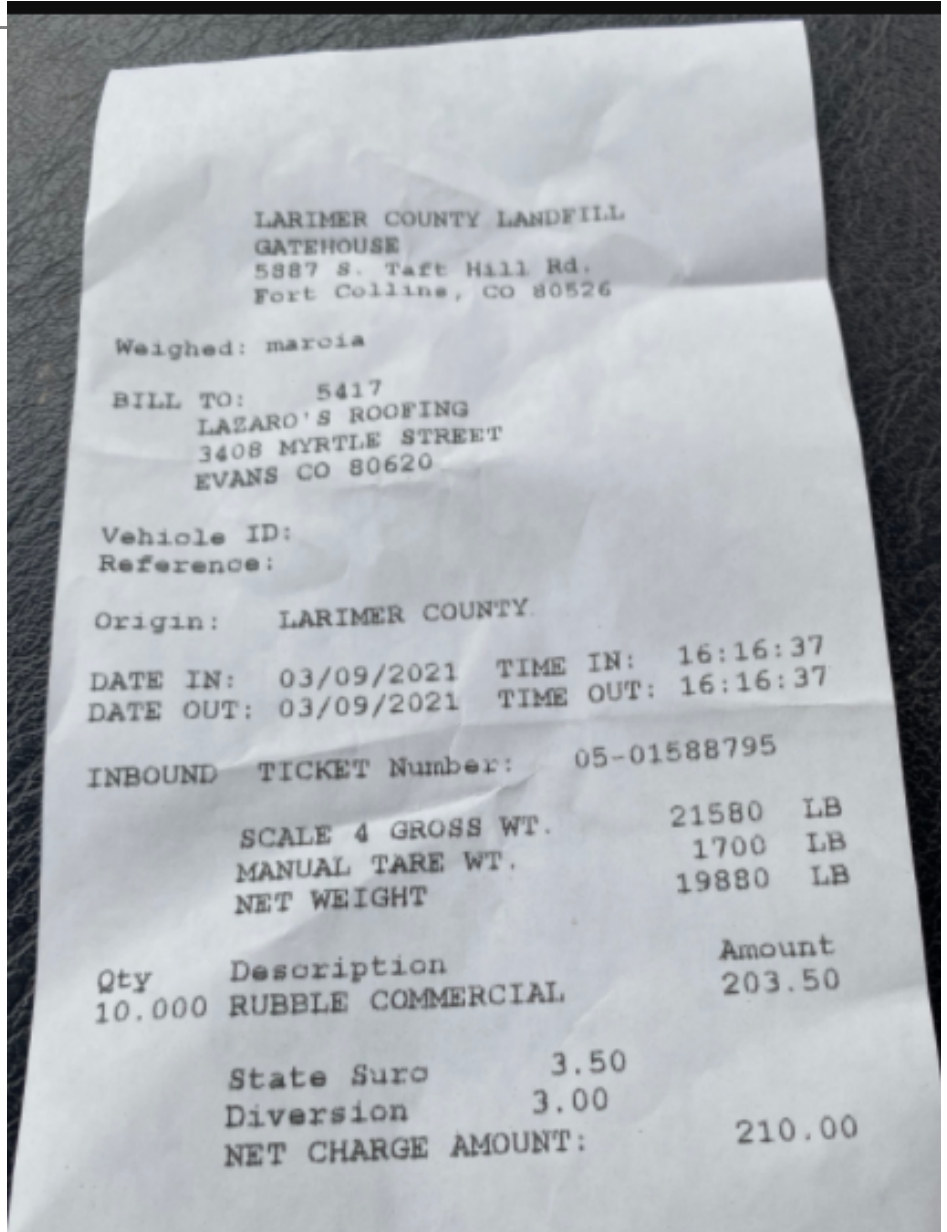 LARIMER COUNTY LANDFILL
GATEHOUSE
5887 S. Taft Hill Rd.
Fort Collins, CO 80526
Weighed: marcia
BILL TO: 5417
LAZARO'S ROOFING
3408 MYRTLE STREET
EVANS CO 80620
Vehicle ID:
Reference:
Origin: LARIMER COUNTY
DATE IN: 03/09/2021 TIME IN: 16:16:37
DATE OUT: 03/09/2021 TIME OUT: 16:16:37
INBOUND TICKET Number: 05-01588795
SCALE 4 GROSS WT. 21580 LB
MANUAL TARE WT. 1700 LB
NET WEIGHT 19880 LB
Qty Description Amount
10.000 RUBBLE COMMERCIAL 203.50
State Surc 3.50
Diversion 3.00
NET CHARGE AMOUNT: 210.00